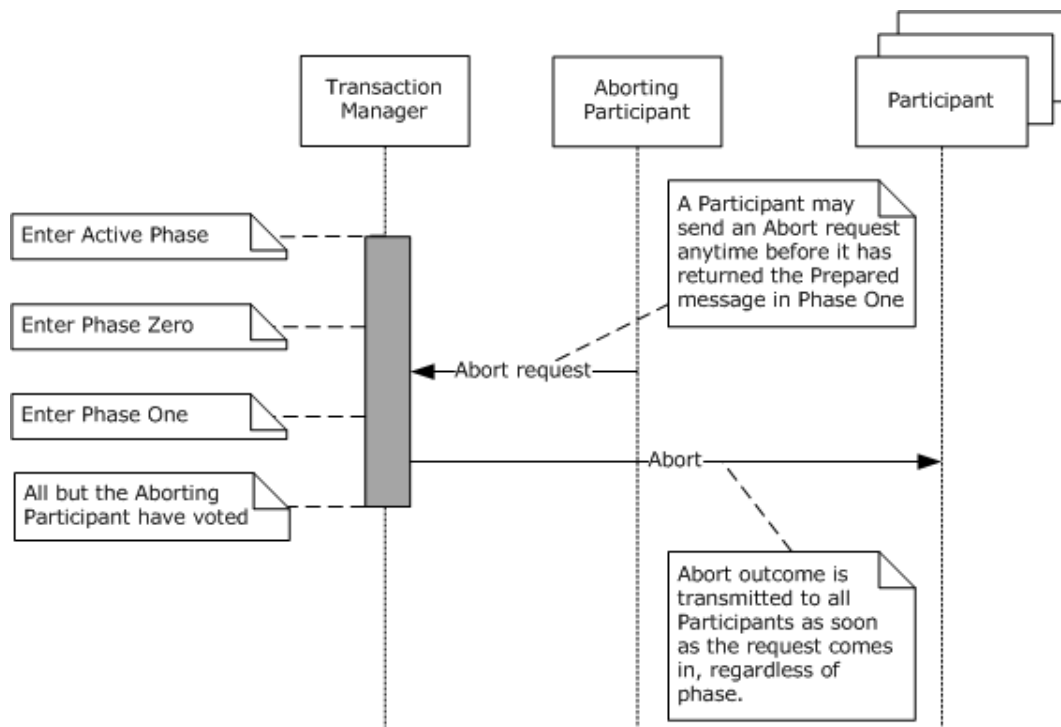 Transaction
Manager
Aborting
Participant
Participant
A Participant may
send an Abort request
anytime before it has
returned the Prepared
message in Phase One
Enter Active Phase
Enter Phase Zero
Abort request
Enter Phase One
Abort
All but the Aborting
Participant have voted
Abort outcome is
transmitted to all
Participants as soon
as the request comes
in, regardless of
phase.